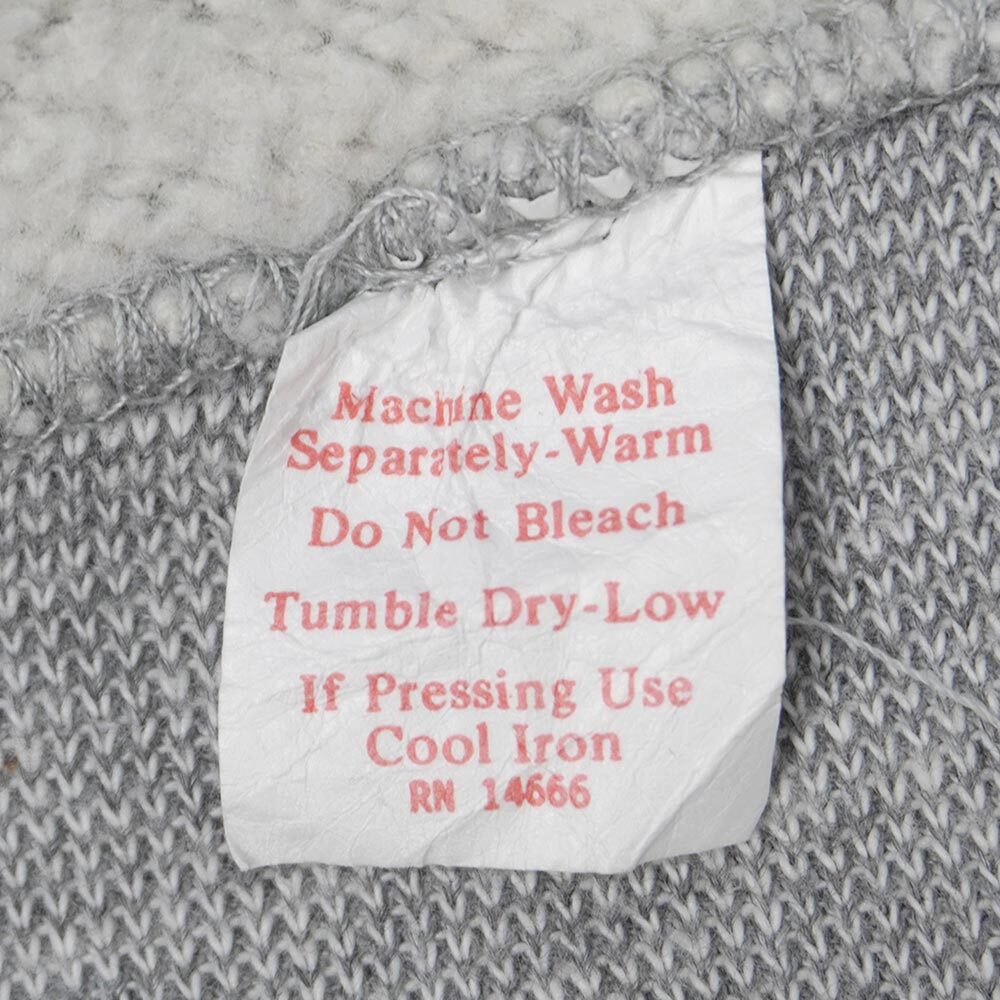 Machine Wash
Separately-Warm
Do Not Bleach
Tumble Dry-Low
If Pressing Use
Cool Iron
RN 14666